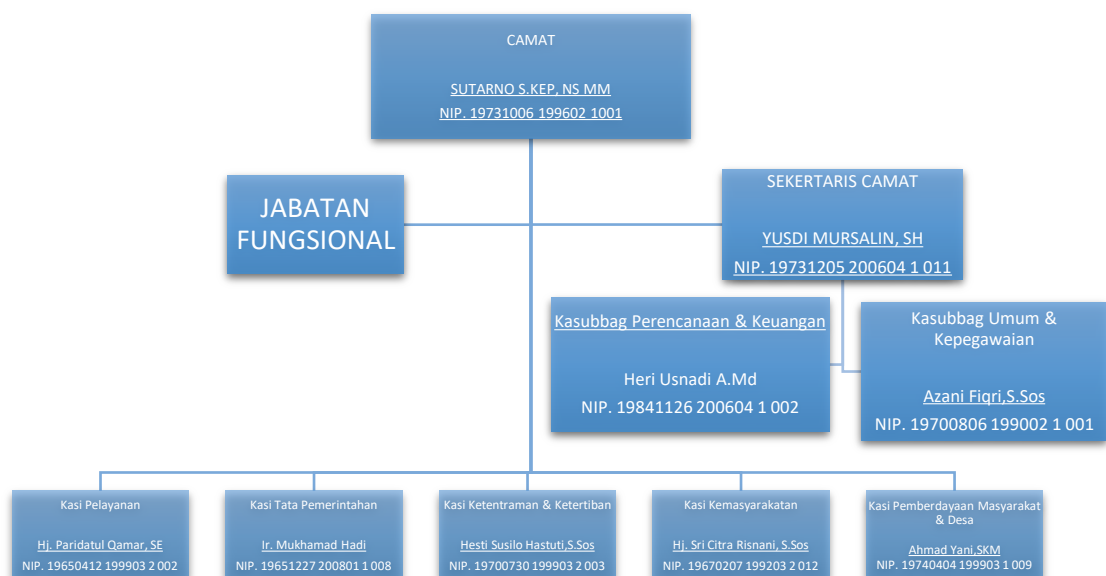 CAMAT
SUTARNO S.KEP, NS MM
NIP. 19731006 199602 1001
JABATAN
FUNGSIONAL
SEKERTARIS CAMAT
YUSDI MURSALIN, SH
NIP. 19731205 200604 1 011
Kasubbag Perencanaan & Keuangan
Heri Usnadi A.Md
NIP. 19841126 200604 1 002
Kasubbag Umum &
Kepegawaian
Azani Fiqri,S.Sos
NIP. 19700806 199002 1 001
Kasi Pelayanan
Hj. Paridatul Qamar, SE
NIP. 19650412 199903 2 002
Kasi Tata Pemerintahan
Ir. Mukhamad Hadi
NIP. 19651227 200801 1 008
Kasi Ketentraman & Ketertiban
Hesti Susilo Hastuti,S.Sos
NIP. 19700730 199903 2 003
Kasi Kemasyarakatan
Hj. Sri Citra Risnani, S.Sos
NIP. 19670207 199203 2 012
Kasi Pemberdayaan Masyarakat
& Desa
Ahmad Yani,SKM
NIP. 19740404 199903 1 009